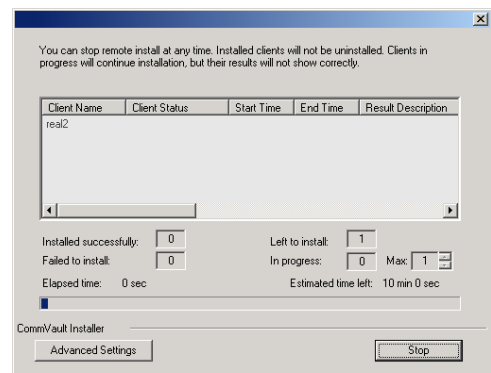 You can stop remote install at any time. Installed clients will not be uninstalled. Clients in
progress will continue installation, but their results will not show correctly.
Client Name Client Status Start Time End Time Result Description
real2
Installed successfully: 0 Left to install: 1
Failed to install: 0 In progress: 0 Max: 1
Elapsed time: 0 sec Estimated time left: 10 min 0 sec
CommVault Installer
Advanced Settings Stop